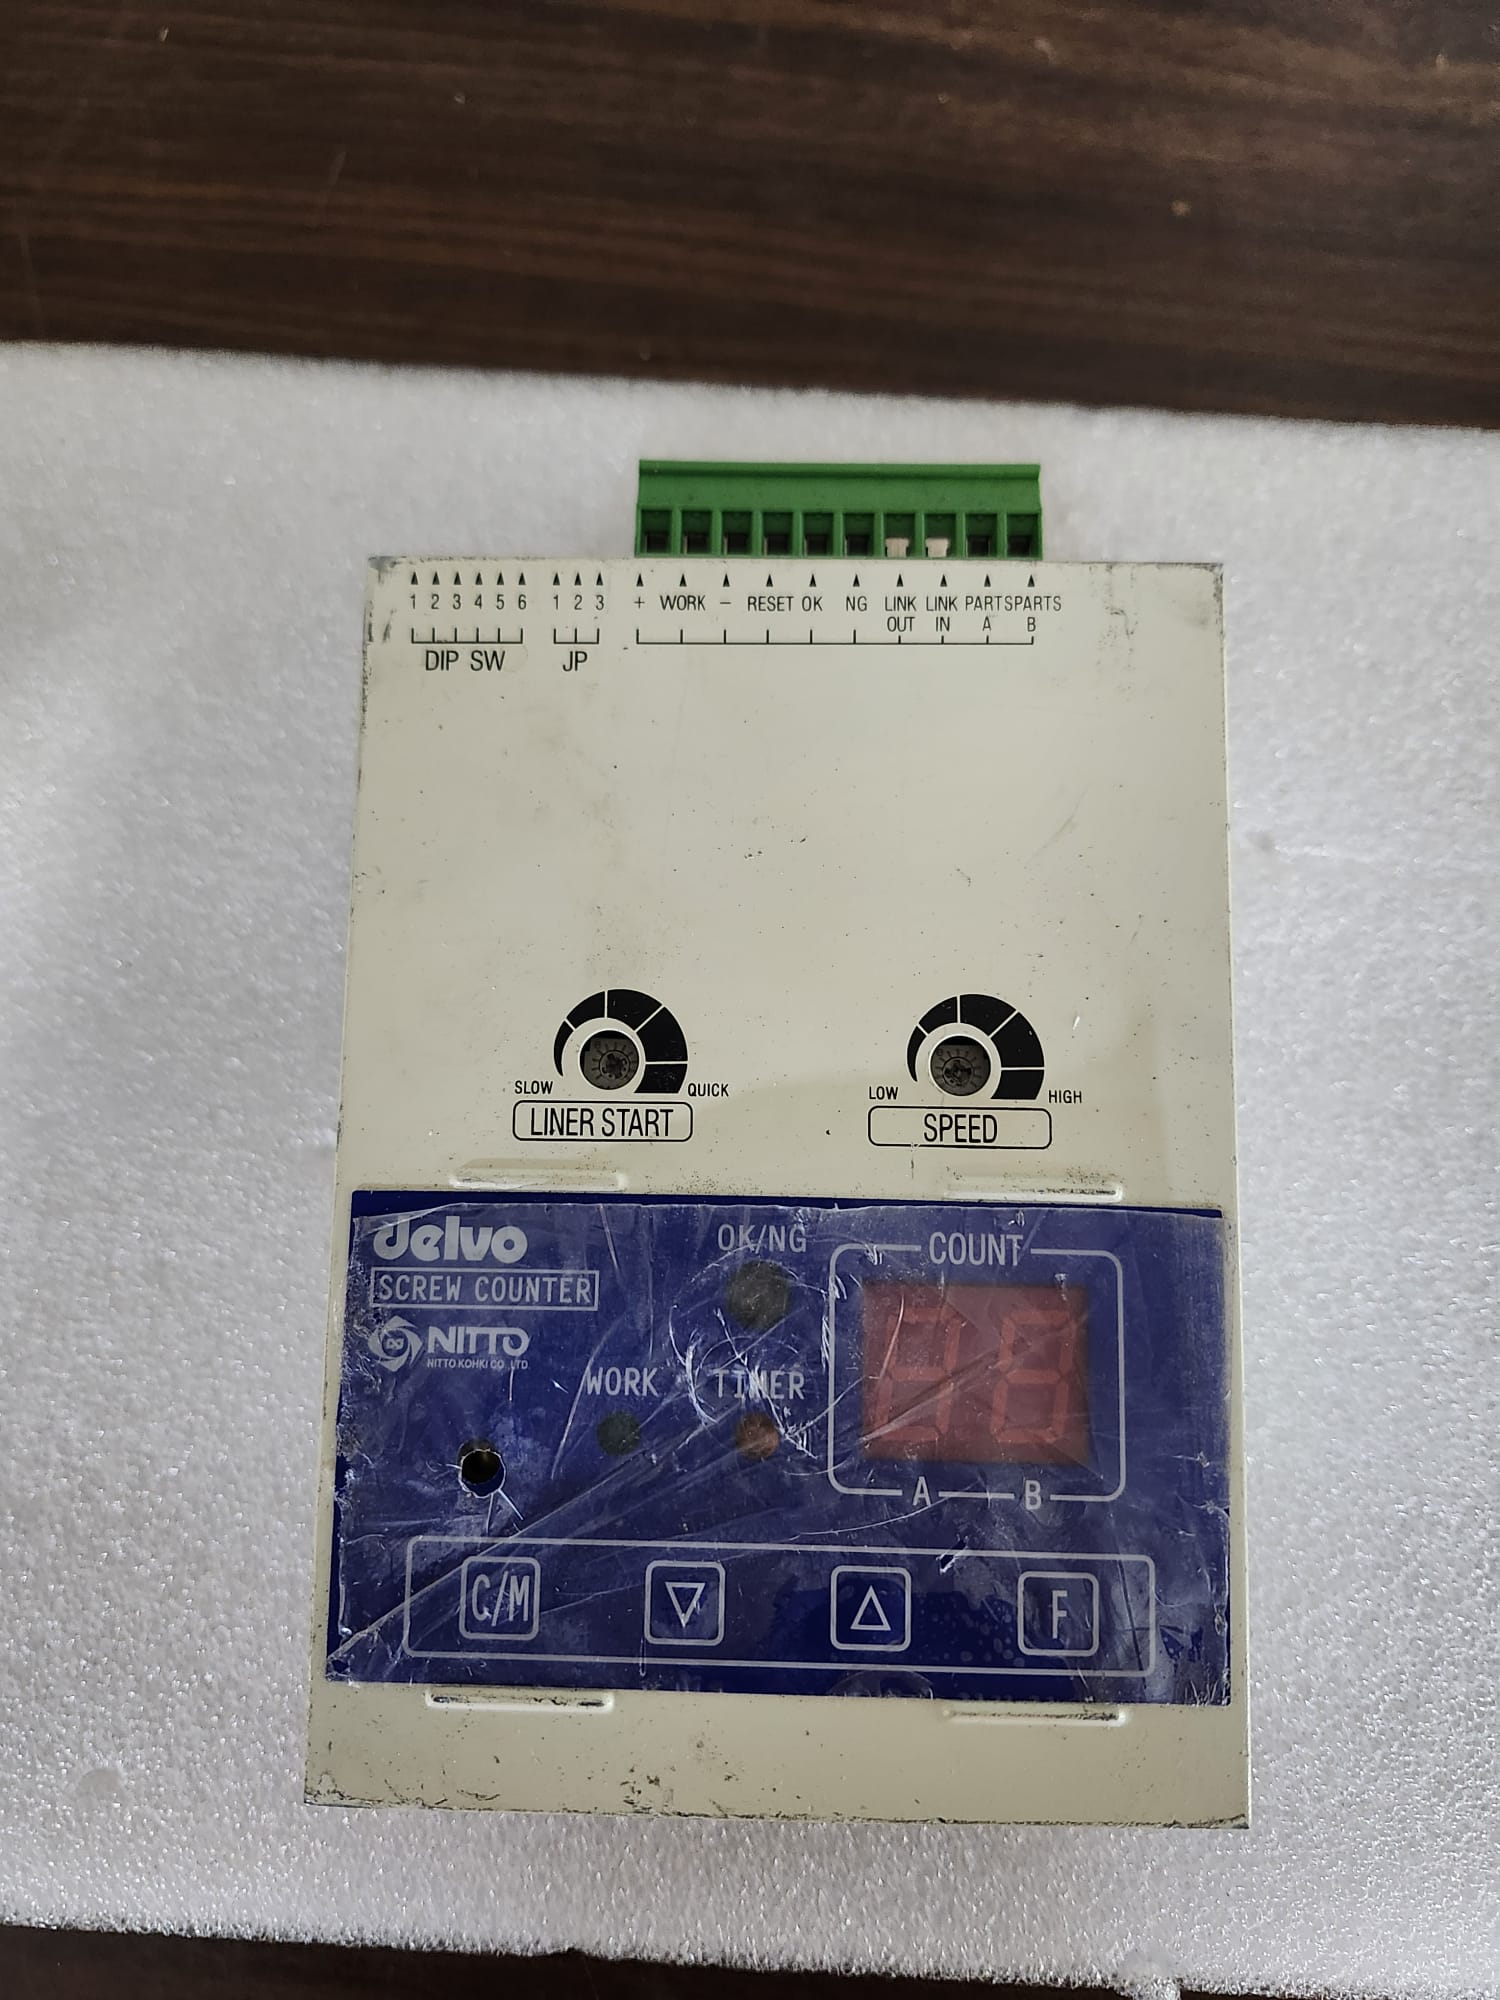 1 2 3 4 5 6 1 2 3 + WORK − RESET OK NG LINK OUT LINK IN PARTS A PARTS B
DIP SW JP
SLOW QUICK
LINER START
LOW HIGH
SPEED
delvo
SCREW COUNTER
NITTO
NITTO KOHKI CO.,LTD.
OK/NG
WORK
TIMER
COUNT
A B
C/M ▽ △ F